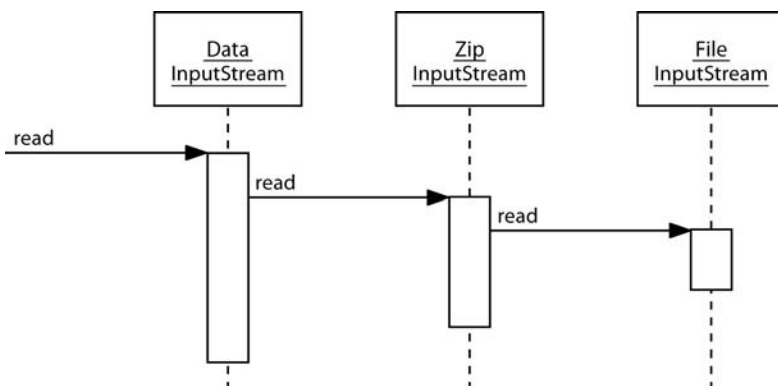 Data
InputStream
Zip
InputStream
File
InputStream
read
read
read